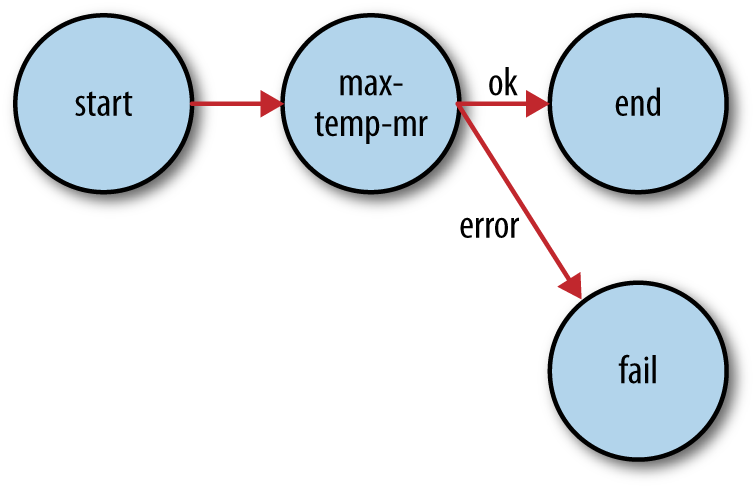 start
max-
temp-mr
ok
end
error
fail